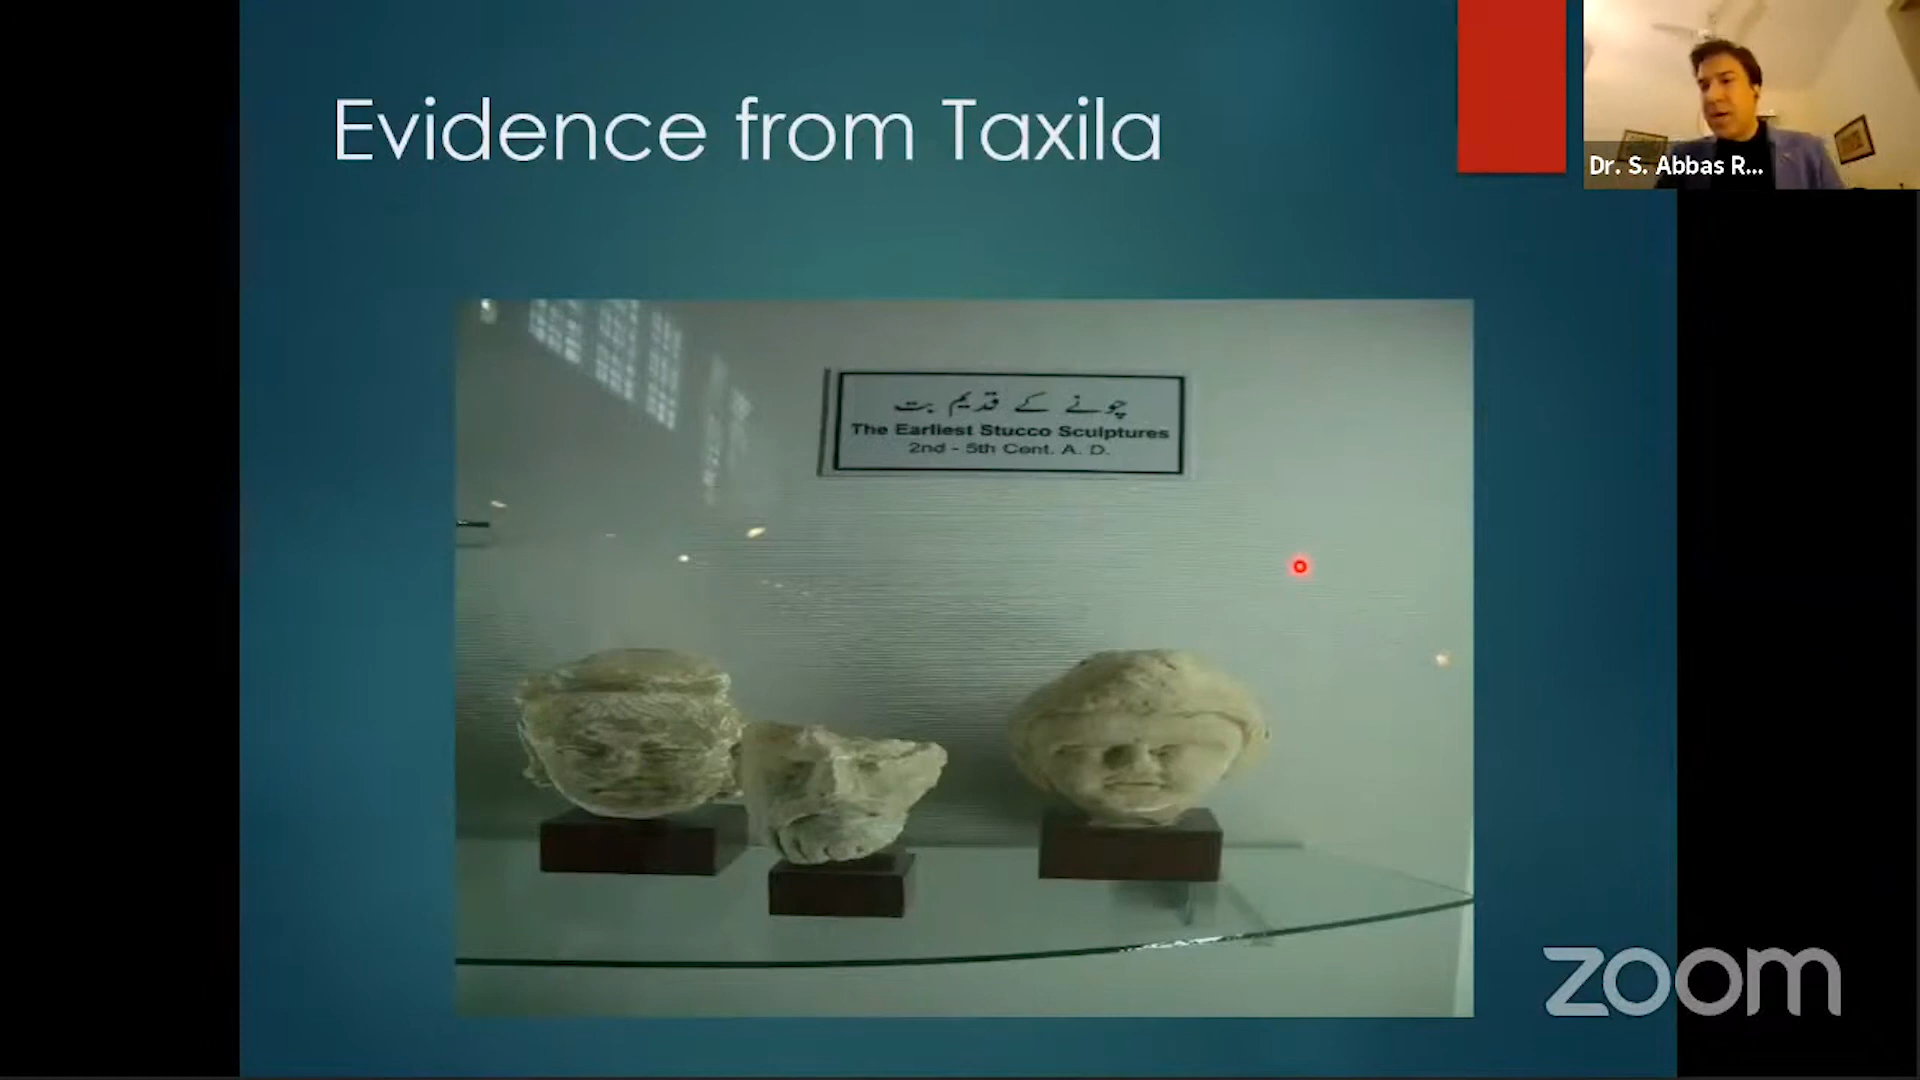 Evidence from Taxila
Dr. S. Abbas R...
چونے کے قدیم بت
The Earliest Stucco Sculptures
2nd - 5th Cent. A. D.
zoom